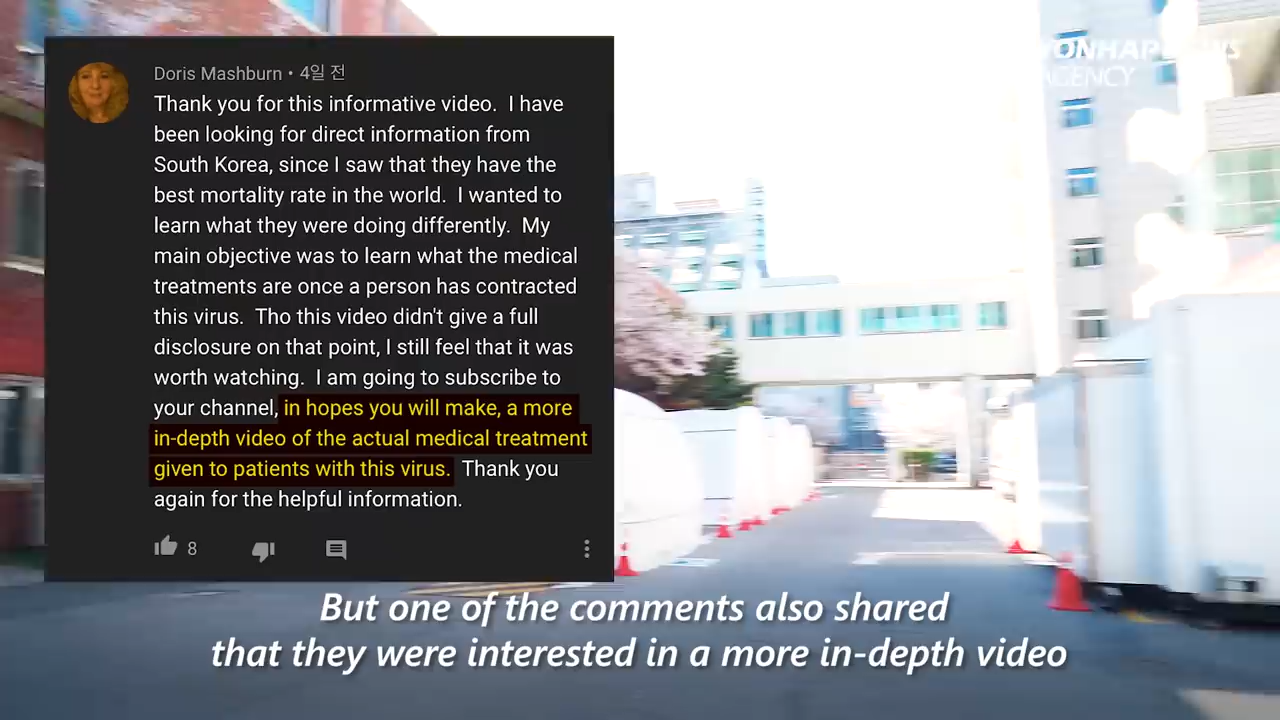 YONHAP NEWS
AGENCY
Doris Mashburn • 4일 전
Thank you for this informative video. I have
been looking for direct information from
South Korea, since I saw that they have the
best mortality rate in the world. I wanted to
learn what they were doing differently. My
main objective was to learn what the medical
treatments are once a person has contracted
this virus. Tho this video didn't give a full
disclosure on that point, I still feel that it was
worth watching. I am going to subscribe to
your channel, in hopes you will make, a more
in-depth video of the actual medical treatment
given to patients with this virus. Thank you
again for the helpful information.
8
But one of the comments also shared
that they were interested in a more in-depth video